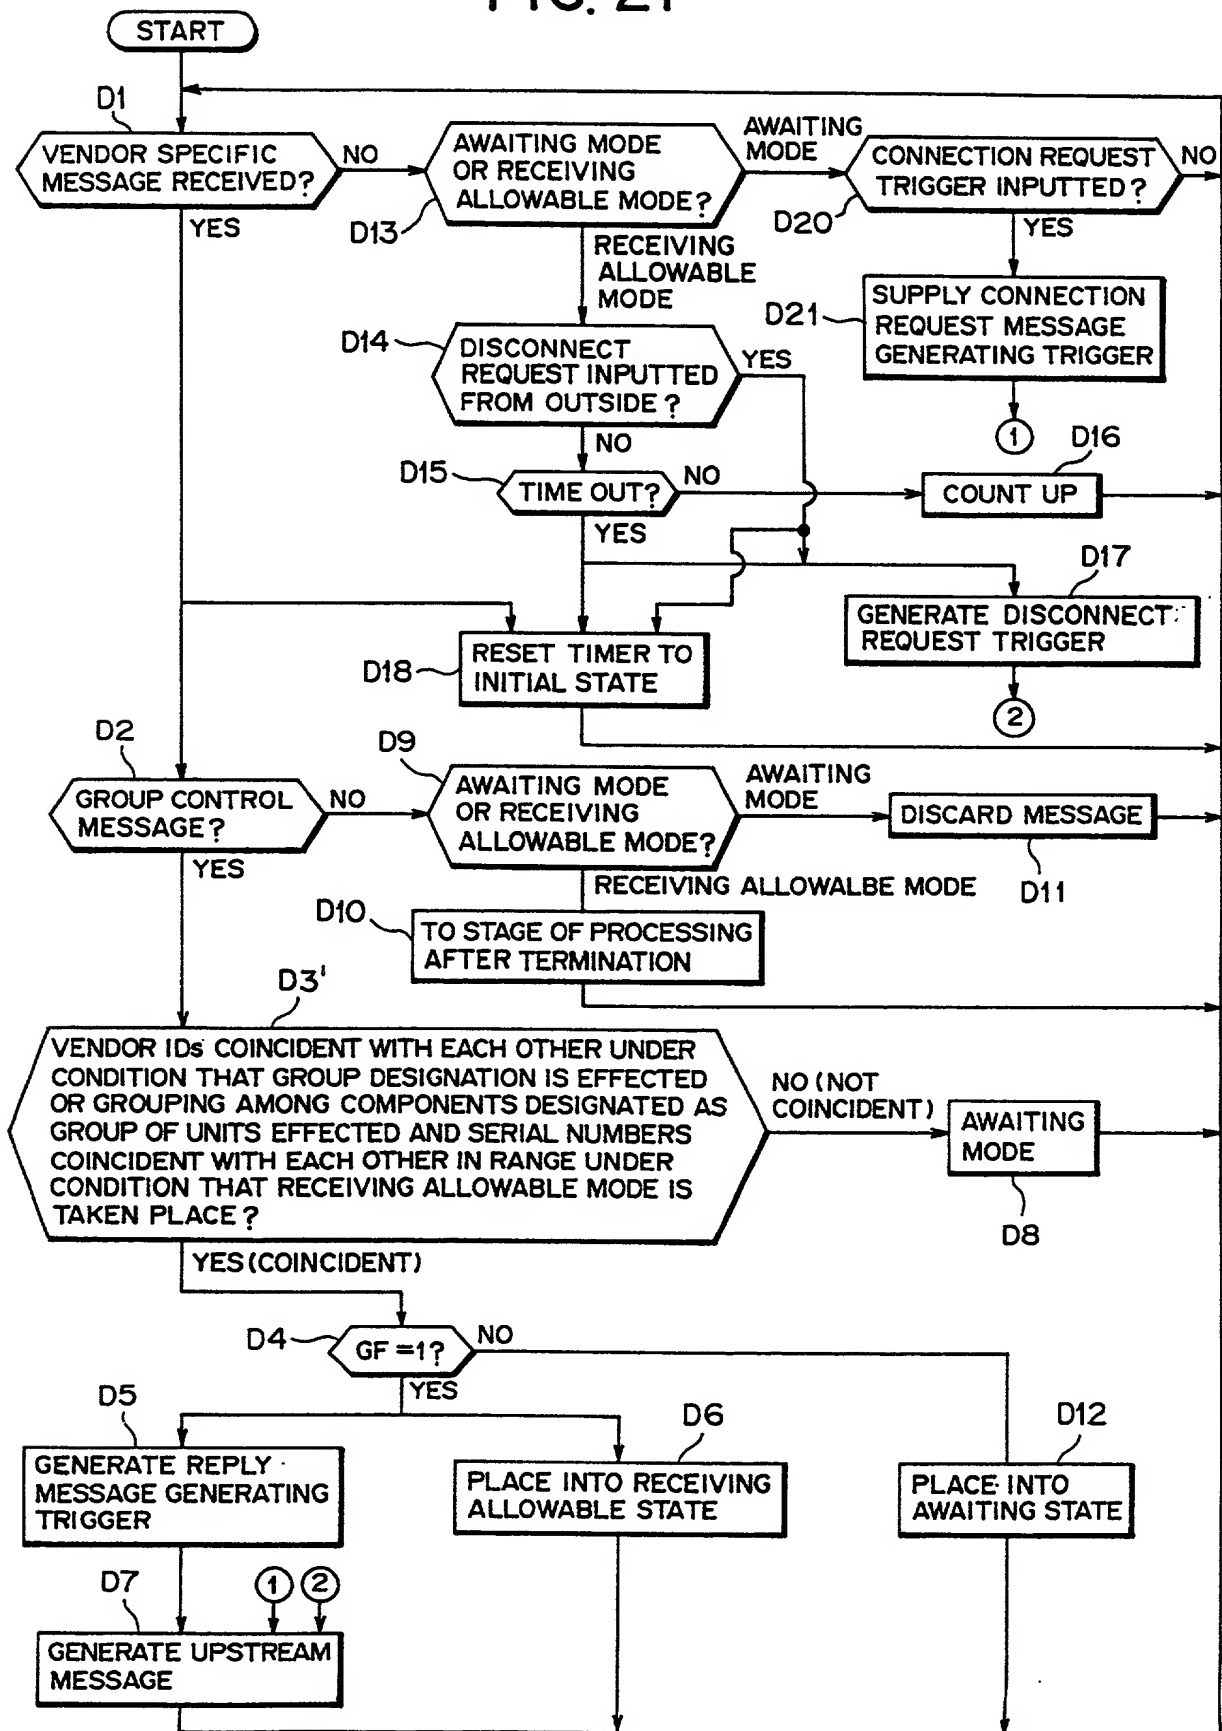 FIG. 21
START
D1
VENDOR SPECIFIC
MESSAGE RECEIVED?
NO
YES
AWAITING MODE
OR RECEIVING
ALLOWABLE MODE?
D13
AWAITING
MODE
CONNECTION REQUEST
TRIGGER INPUTTED?
D20
NO
YES
RECEIVING
ALLOWABLE
MODE
D21
SUPPLY CONNECTION
REQUEST MESSAGE
GENERATING TRIGGER
1
D14
DISCONNECT
REQUEST INPUTTED
FROM OUTSIDE?
YES
NO
D15
TIME OUT?
NO
YES
D16
COUNT UP
D17
GENERATE DISCONNECT
REQUEST TRIGGER
2
D18
RESET TIMER TO
INITIAL STATE
D2
GROUP CONTROL
MESSAGE?
NO
YES
D9
AWAITING MODE
OR RECEIVING
ALLOWABLE MODE?
AWAITING
MODE
DISCARD MESSAGE
D11
RECEIVING ALLOWALBE MODE
D10
TO STAGE OF PROCESSING
AFTER TERMINATION
D3'
VENDOR IDs COINCIDENT WITH EACH OTHER UNDER
CONDITION THAT GROUP DESIGNATION IS EFFECTED
OR GROUPING AMONG COMPONENTS DESIGNATED AS
GROUP OF UNITS EFFECTED AND SERIAL NUMBERS
COINCIDENT WITH EACH OTHER IN RANGE UNDER
CONDITION THAT RECEIVING ALLOWABLE MODE IS
TAKEN PLACE?
NO (NOT
COINCIDENT)
AWAITING
MODE
D8
YES (COINCIDENT)
D4
GF=1?
NO
YES
D5
GENERATE REPLY
MESSAGE GENERATING
TRIGGER
D6
PLACE INTO RECEIVING
ALLOWABLE STATE
D12
PLACE INTO
AWAITING STATE
D7
1
2
GENERATE UPSTREAM
MESSAGE